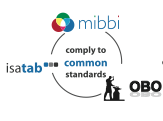 mibbi
comply to
common
standards
isatab
OBO